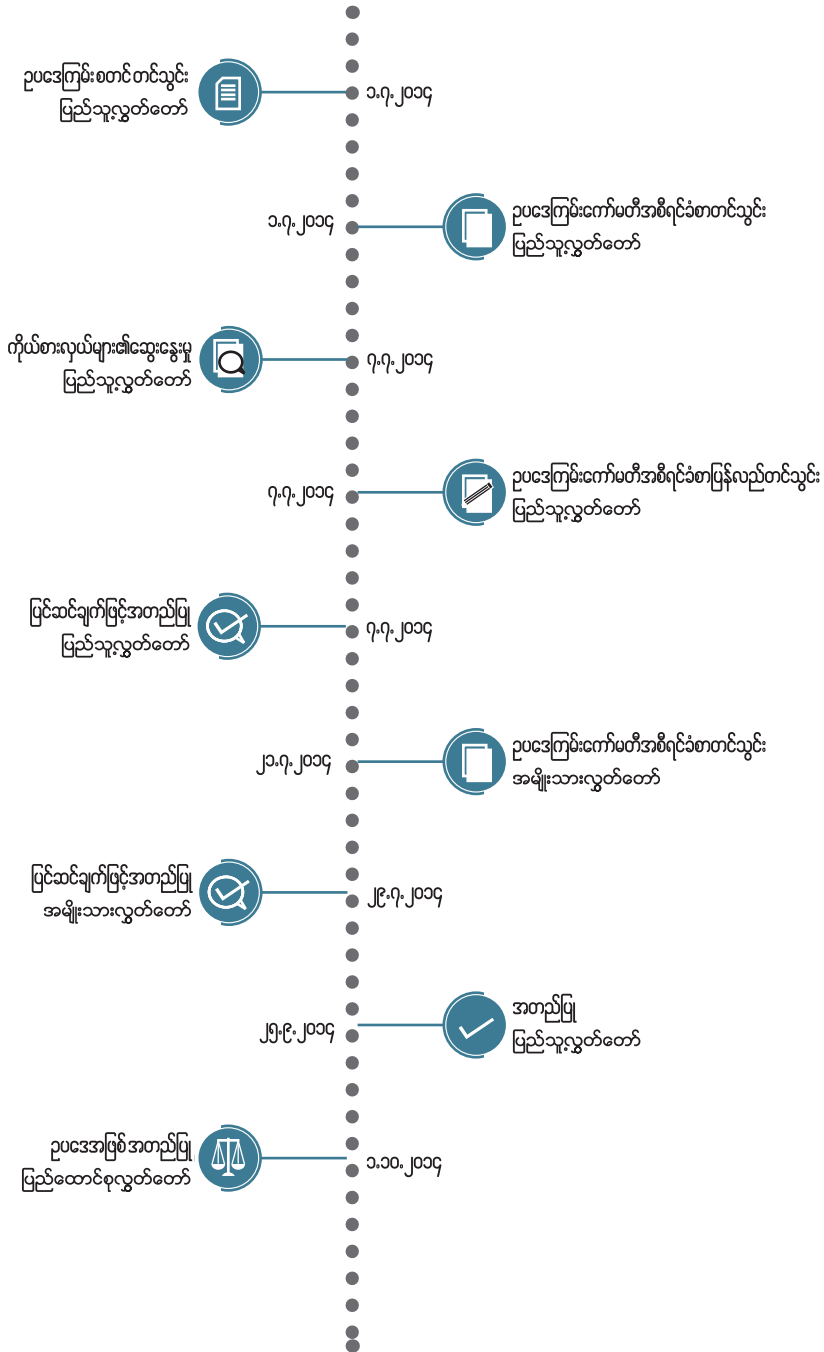 ဥပဒေကြမ်းစတင်တင်သွင်း
ပြည်သူ့လွှတ်တော်
၁.၇.၂၀၁၄
၁.၇.၂၀၁၄
ဥပဒေကြမ်းကော်မတီအစီရင်ခံစာတင်သွင်း
ပြည်သူ့လွှတ်တော်
ကိုယ်စားလှယ်များ၏ဆွေးနွေးမှု
ပြည်သူ့လွှတ်တော်
၇.၇.၂၀၁၄
၇.၇.၂၀၁၄
ဥပဒေကြမ်းကော်မတီအစီရင်ခံစာပြန်လည်တင်သွင်း
ပြည်သူ့လွှတ်တော်
ပြင်ဆင်ချက်ဖြင့်အတည်ပြု
ပြည်သူ့လွှတ်တော်
၇.၇.၂၀၁၄
၂၁.၇.၂၀၁၄
ဥပဒေကြမ်းကော်မတီအစီရင်ခံစာတင်သွင်း
အမျိုးသားလွှတ်တော်
ပြင်ဆင်ချက်ဖြင့်အတည်ပြု
အမျိုးသားလွှတ်တော်
၂၉.၇.၂၀၁၄
၂၅.၉.၂၀၁၄
အတည်ပြု
ပြည်သူ့လွှတ်တော်
ဥပဒေအဖြစ်အတည်ပြု
ပြည်ထောင်စုလွှတ်တော်
၁.၁၀.၂၀၁၄